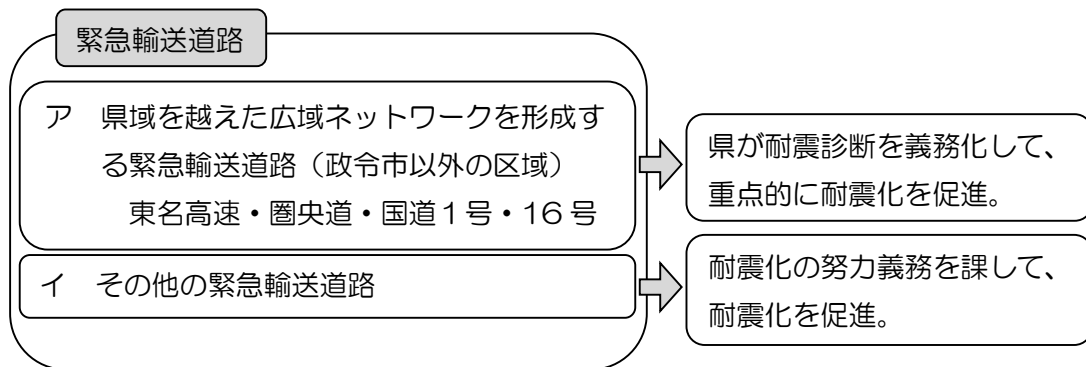 緊急輸送道路
ア　県域を越えた広域ネットワークを形成す
る緊急輸送道路（政令市以外の区域）
東名高速・圏央道・国道１号・１６号
県が耐震診断を義務化して、
重点的に耐震化を促進。
イ　その他の緊急輸送道路
耐震化の努力義務を課して、
耐震化を促進。